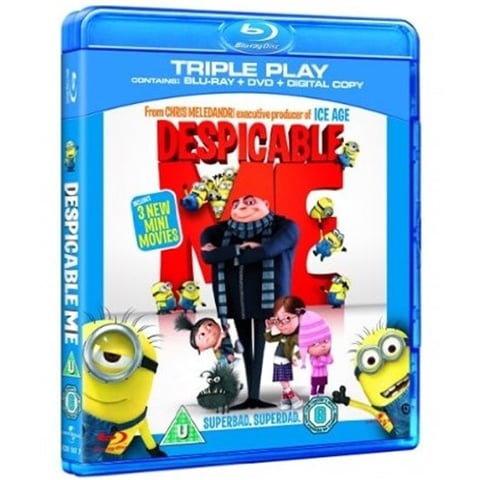 Blu-ray Disc
TRIPLE PLAY
CONTAINS: BLU-RAY + DVD + DIGITAL COPY
From CHRIS MELEDANDRI executive producer of ICE AGE
DESPICABLE
ME
INCLUDES
3 NEW
MINI
MOVIES
U
SUPERBAD. SUPERDAD.
DESPICABLE ME
U